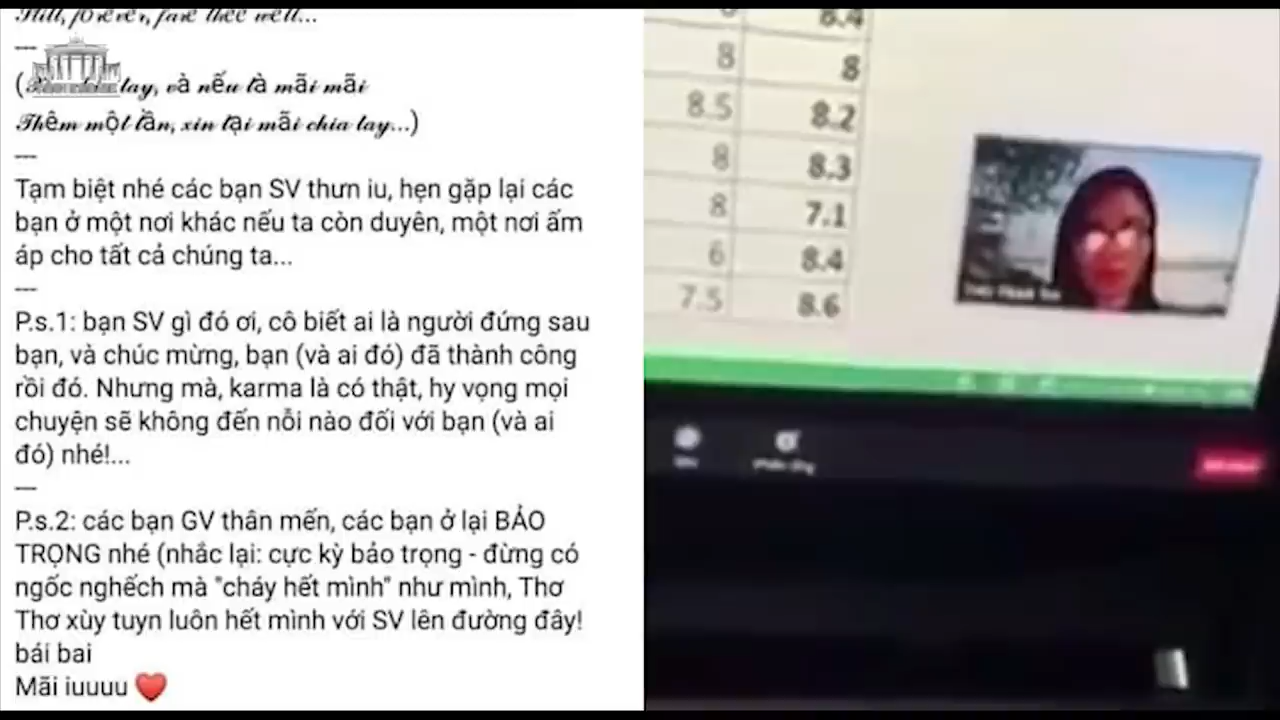 Still, forever, fare thee well...
---
lay, và nếu là mãi mãi
Thêm một lần, xin lại mãi chia lay...)
---
Tạm biệt nhé các bạn SV thưn iu, hẹn gặp lại các
bạn ở một nơi khác nếu ta còn duyên, một nơi ấm
áp cho tất cả chúng ta...
---
P.s.1: bạn SV gì đó ơi, cô biết ai là người đứng sau
bạn, và chúc mừng, bạn (và ai đó) đã thành công
rồi đó. Nhưng mà, karma là có thật, hy vọng mọi
chuyện sẽ không đến nỗi nào đối với bạn (và ai
đó) nhé!...
---
P.s.2: các bạn GV thân mến, các bạn ở lại BẢO
TRỌNG nhé (nhắc lại: cực kỳ bảo trọng - đừng có
ngốc nghếch mà "cháy hết mình" như mình, Thơ
Thơ xùy tuyn luôn hết mình với SV lên đường đây!
bái bai
Mãi iuuuu ❤️
8.4
8 8
8.5 8.2
8 8.3
8 7.1
6 8.4
7.5 8.6